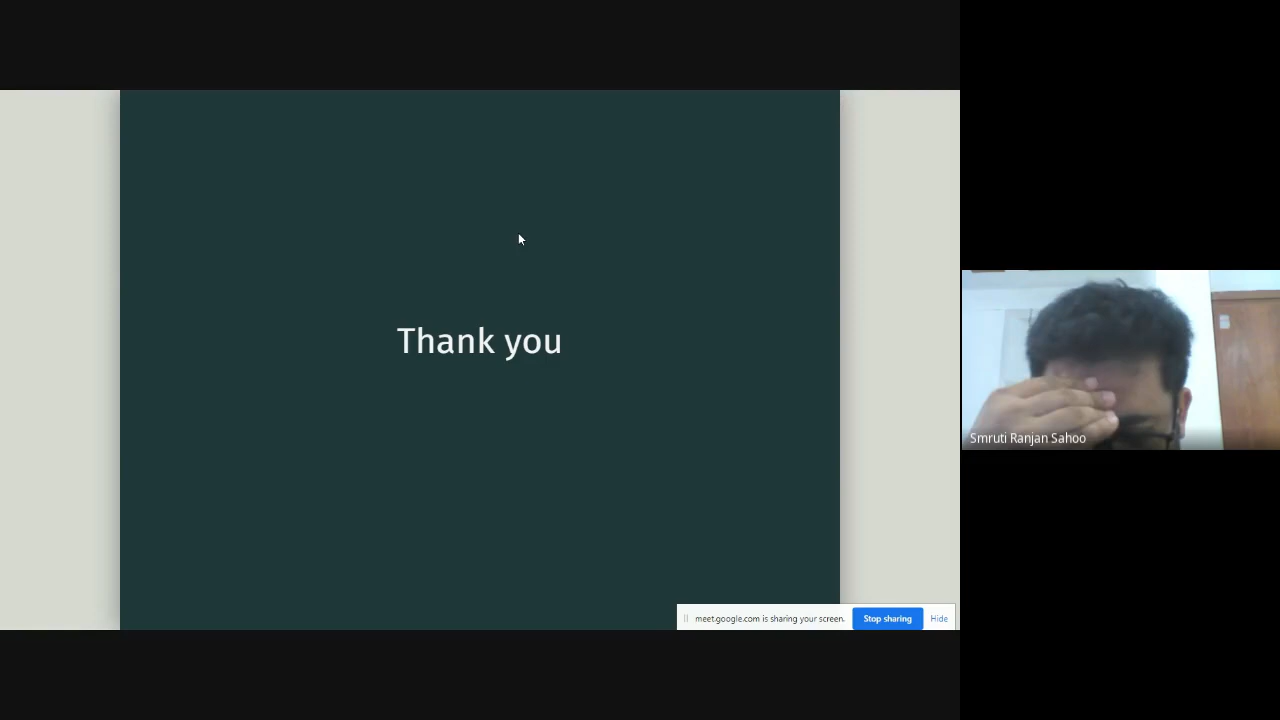 Thank you
Smruti Ranjan Sahoo
meet.google.com is sharing your screen.
Stop sharing
Hide